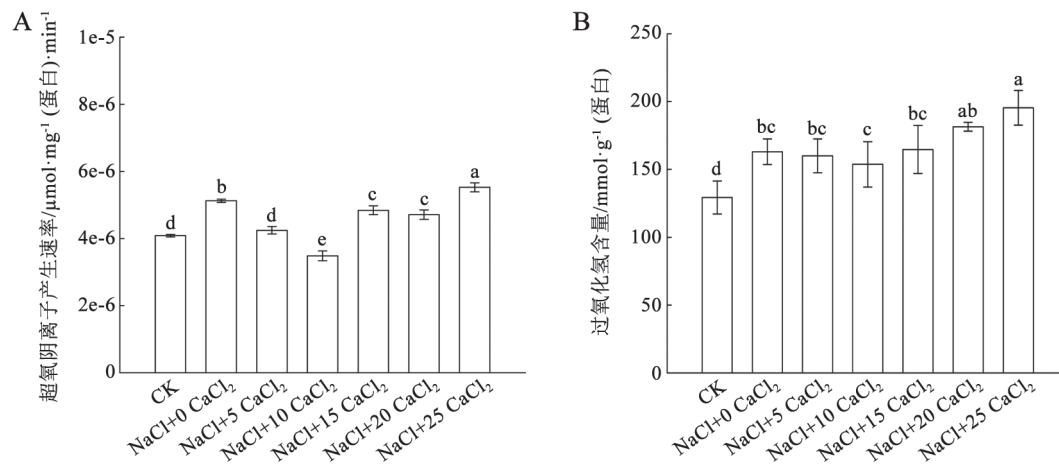 A
超氧阴离子产生速率/μmol·mg⁻¹ (蛋白)·min⁻¹
1e-5
8e-6
6e-6
4e-6
2e-6
0
d
b
d
e
c
c
a
CK
NaCl+0 CaCl₂
NaCl+5 CaCl₂
NaCl+10 CaCl₂
NaCl+15 CaCl₂
NaCl+20 CaCl₂
NaCl+25 CaCl₂
B
过氧化氢含量/mmol·g⁻¹ (蛋白)
250
200
150
100
50
0
d
bc
bc
c
bc
ab
a
CK
NaCl+0 CaCl₂
NaCl+5 CaCl₂
NaCl+10 CaCl₂
NaCl+15 CaCl₂
NaCl+20 CaCl₂
NaCl+25 CaCl₂